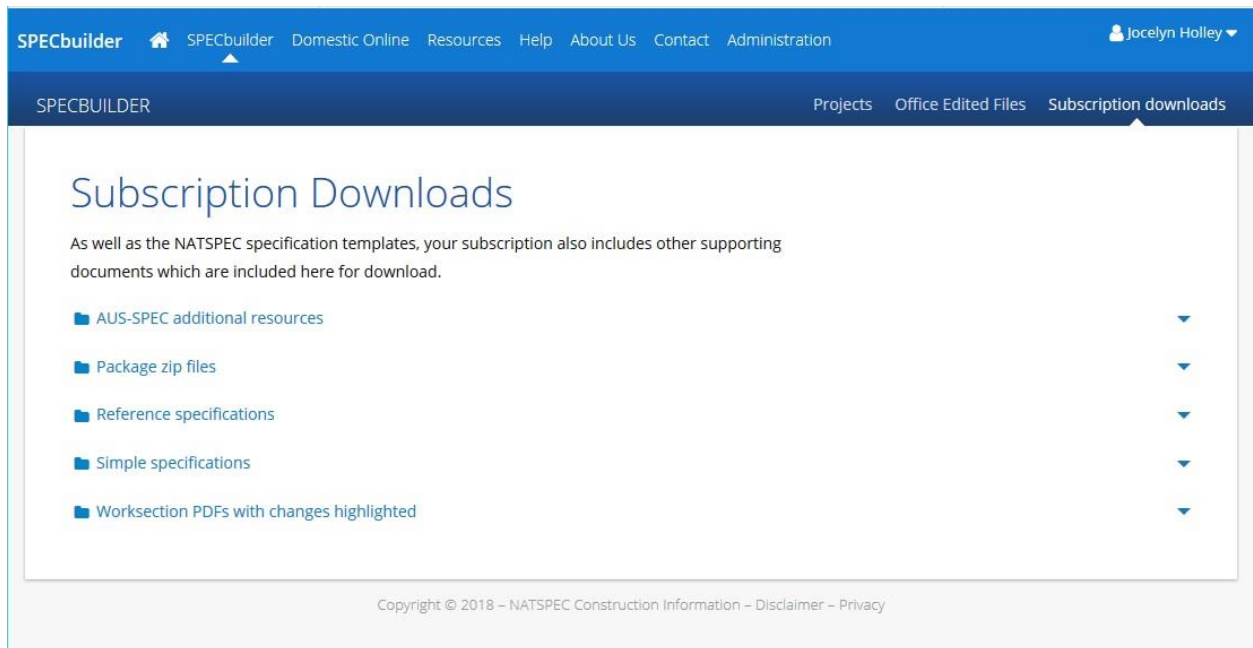 SPECbuilder SPECbuilder Domestic Online Resources Help About Us Contact Administration Jocelyn Holley
SPECBUILDER Projects Office Edited Files Subscription downloads
Subscription Downloads
As well as the NATSPEC specification templates, your subscription also includes other supporting
documents which are included here for download.
AUS-SPEC additional resources
Package zip files
Reference specifications
Simple specifications
Worksection PDFs with changes highlighted
Copyright © 2018 – NATSPEC Construction Information – Disclaimer – Privacy